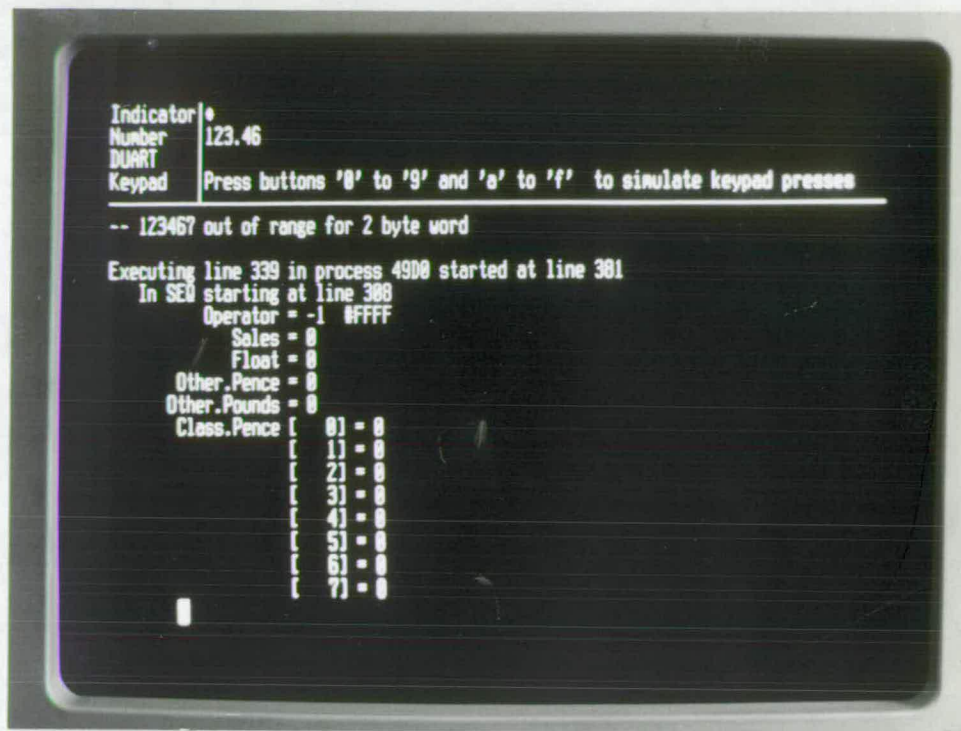 Indicator *
Number 123.46
DUART
Keypad Press buttons '0' to '9' and 'a' to 'f' to simulate keypad presses
-- 123467 out of range for 2 byte word
Executing line 339 in process 49D0 started at line 301
In SEQ starting at line 308
Operator = -1 #FFFF
Sales = 0
Float = 0
Other.Pence = 0
Other.Pounds = 0
Class.Pence [ 0] = 0
[ 1] = 0
[ 2] = 0
[ 3] = 0
[ 4] = 0
[ 5] = 0
[ 6] = 0
[ 7] = 0